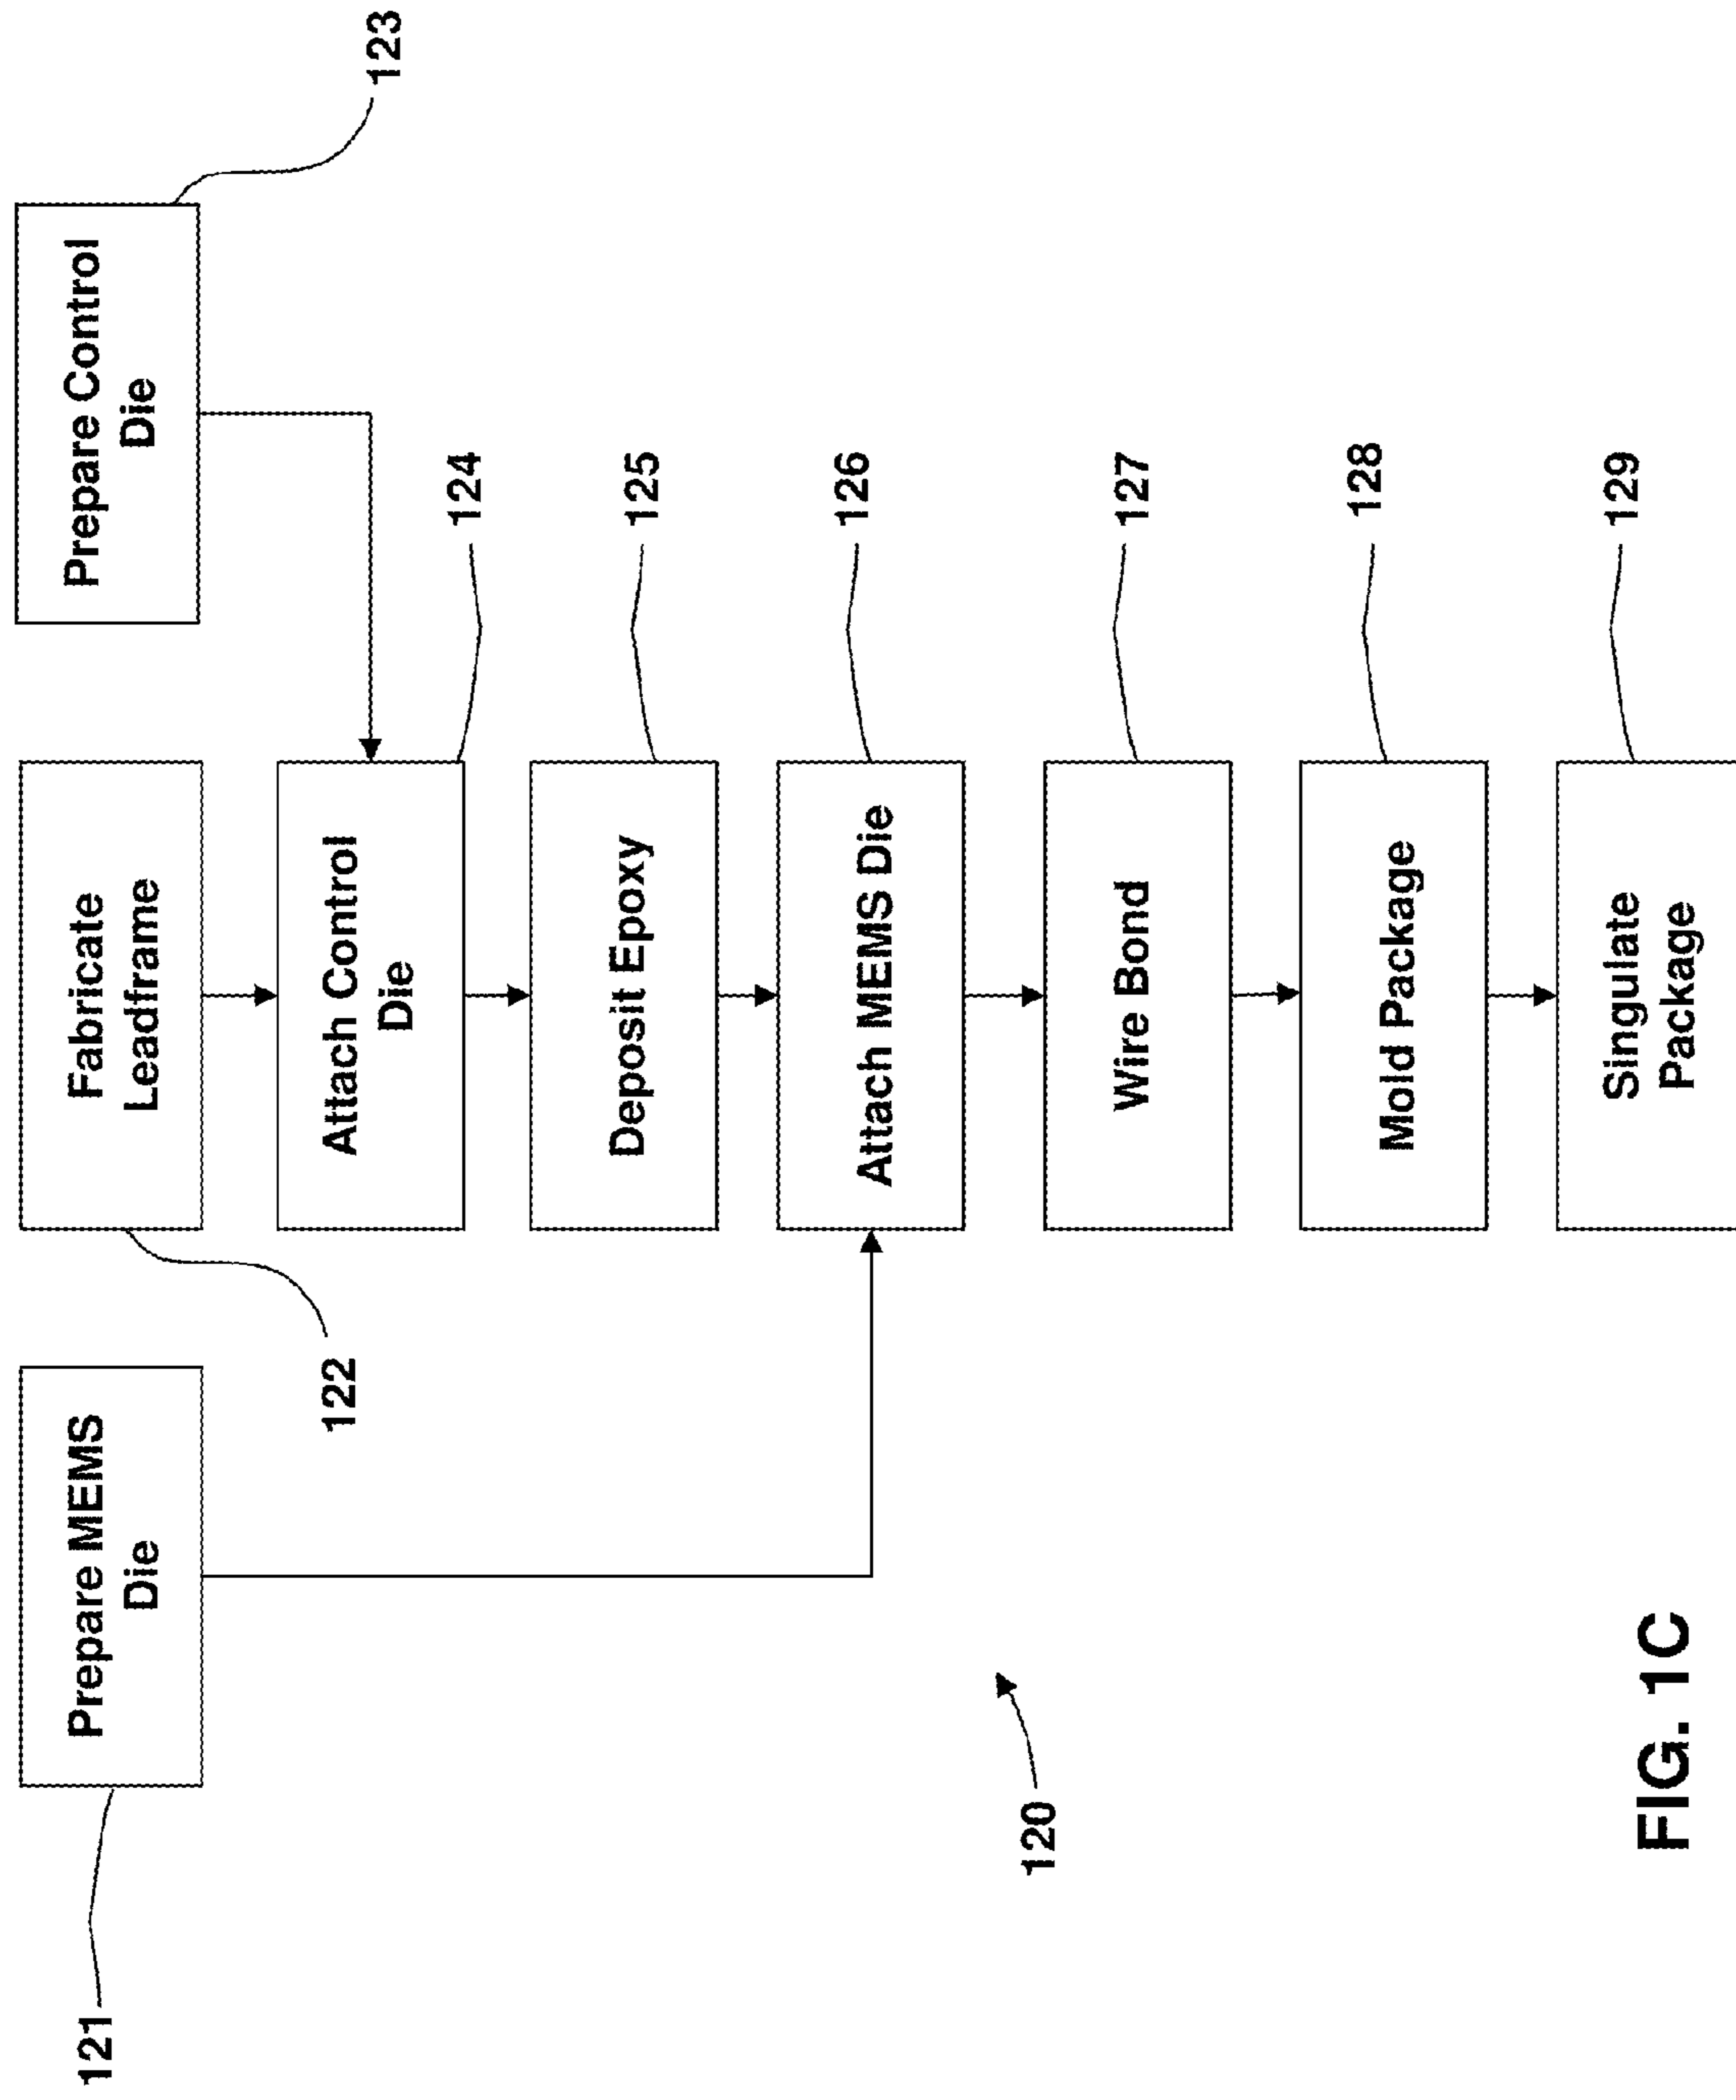 121
Prepare MEMS
Die
122
Fabricate
Leadframe
Prepare Control
Die
123
Attach Control
Die
124
Deposit Epoxy
125
Attach MEMS Die
126
120
Wire Bond
127
Mold Package
128
Singulate
Package
129
FIG. 1C